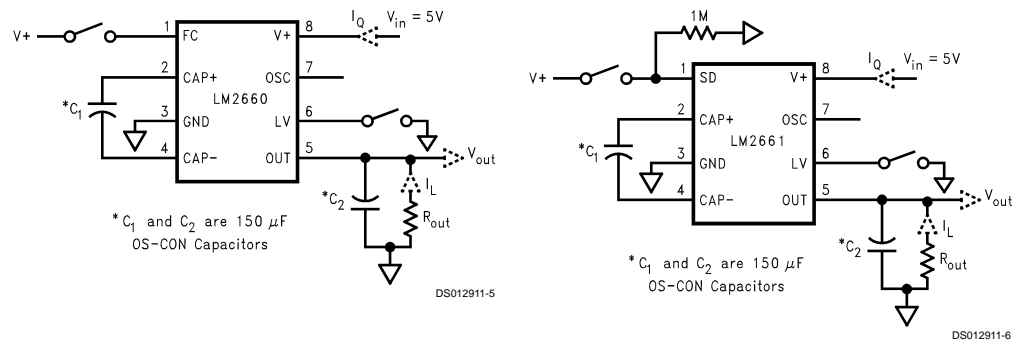 V+
1
FC
V+
8
I_Q
V_in = 5V
2
CAP+
OSC
7
*C_1
LM2660
3
GND
LV
6
4
CAP-
OUT
5
V_out
*C_2
I_L
R_out
*C_1 and C_2 are 150 μF
OS-CON Capacitors
DS012911-5
1M
V+
1
SD
V+
8
I_Q
V_in = 5V
2
CAP+
OSC
7
*C_1
LM2661
3
GND
LV
6
4
CAP-
OUT
5
V_out
*C_2
I_L
R_out
*C_1 and C_2 are 150 μF
OS-CON Capacitors
DS012911-6